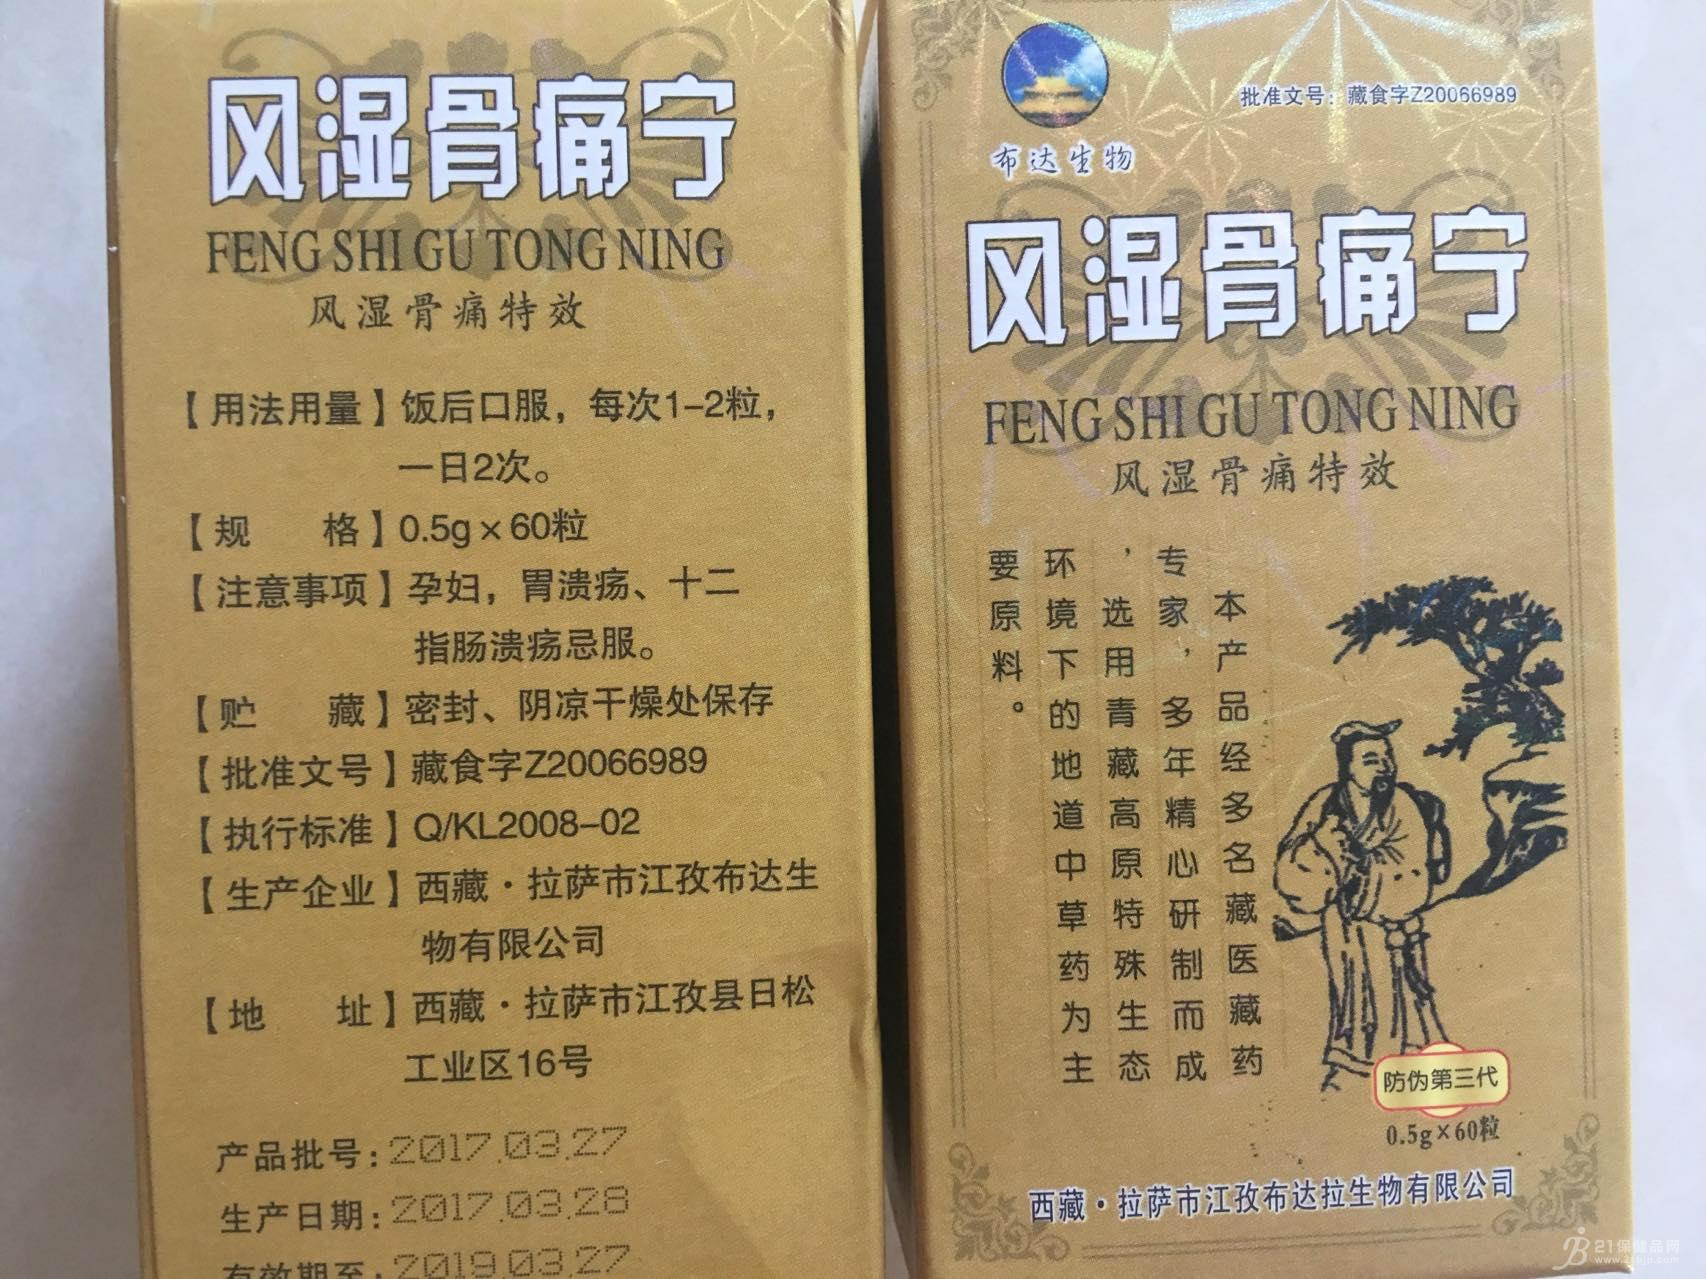 风湿骨痛宁
FENG SHI GU TONG NING
风湿骨痛特效
【用法用量】饭后口服，每次1-2粒，
一日2次。
【规 格】0.5g×60粒
【注意事项】孕妇，胃溃疡、十二
指肠溃疡忌服。
【贮 藏】密封、阴凉干燥处保存
【批准文号】藏食字Z20066989
【执行标准】Q/KL2008-02
【生产企业】西藏·拉萨市江孜布达生
物有限公司
【地 址】西藏·拉萨市江孜县日松
工业区16号
产品批号:2017.03.27
生产日期:2017.03.28
有效期至:2019.03.27
布达生物
批准文号：藏食字Z20066989
风湿骨痛宁
FENG SHI GU TONG NING
风湿骨痛特效
本产品经多名藏医藏药
专家，多年精心研制而成
，选用青藏高原特殊生态
环境下的地道中草药为主
要原料。
防伪第三代
0.5g×60粒
西藏·拉萨市江孜布达拉生物有限公司
21保健品网